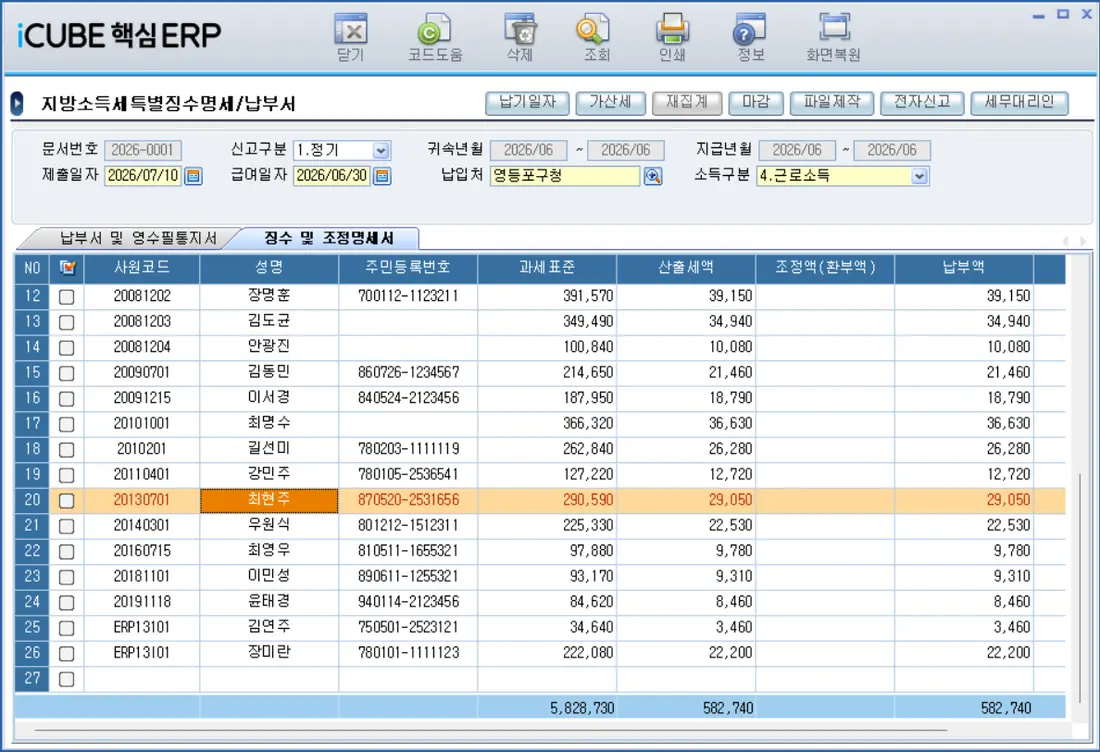 iCUBE 핵심 ERP
닫기 코드도움 삭제 조회 인쇄 정보 화면복원
지방소득세특별징수명세/납부서
납기일자 가산세 재집계 마감 파일제작 전자신고 세무대리인
문서번호 2026-0001 신고구분 1.정기 귀속년월 2026/06 ~ 2026/06 지급년월 2026/06 ~ 2026/06
제출일자 2026/07/10 급여일자 2026/06/30 납입처 영등포구청 소득구분 4.근로소득
납부서 및 영수필통지서 징수 및 조정명세서
NO 사원코드 성명 주민등록번호 과세표준 산출세액 조정액(환부액) 납부액
12 20081202 장명훈 700112-1123211 391,570 39,150 39,150
13 20081203 김도균 349,490 34,940 34,940
14 20081204 안광진 100,840 10,080 10,080
15 20090701 김동민 860726-1234567 214,650 21,460 21,460
16 20091215 이서경 840524-2123456 187,950 18,790 18,790
17 20101001 최명수 366,320 36,630 36,630
18 2010201 길선미 780203-1111119 262,840 26,280 26,280
19 20110401 강민주 780105-2536541 127,220 12,720 12,720
20 20130701 최현주 870520-2531656 290,590 29,050 29,050
21 20140301 우원식 801212-1512311 225,330 22,530 22,530
22 20160715 최영우 810511-1655321 97,880 9,780 9,780
23 20181101 이민성 890611-1255321 93,170 9,310 9,310
24 20191118 윤태경 940114-2123456 84,620 8,460 8,460
25 ERP13101 김연주 750501-2523121 34,640 3,460 3,460
26 ERP13I01 장미란 780101-1111123 222,080 22,200 22,200
27
5,828,730 582,740 582,740